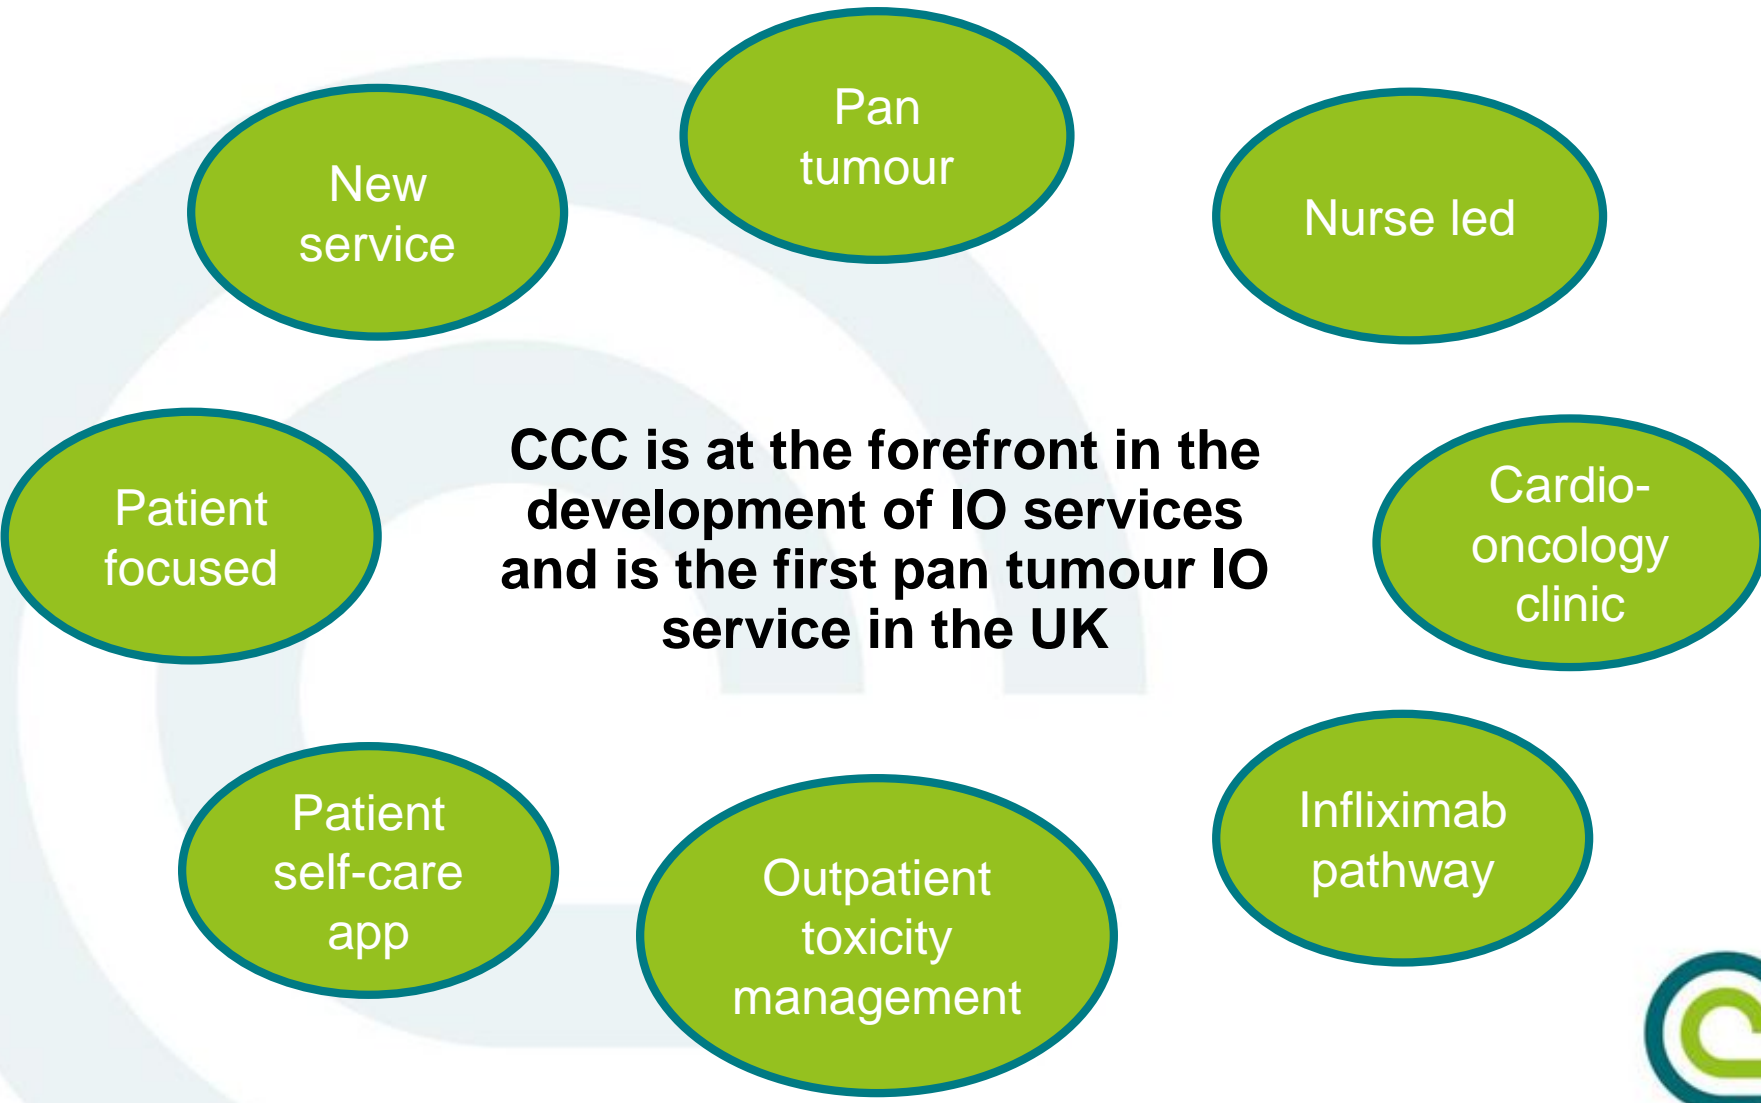 Pan
tumour
New
service
Nurse led
Patient
focused
CCC is at the forefront in the
development of IO services
and is the first pan tumour IO
service in the UK
Cardio-
oncology
clinic
Patient
self-care
app
Outpatient
toxicity
management
Infliximab
pathway